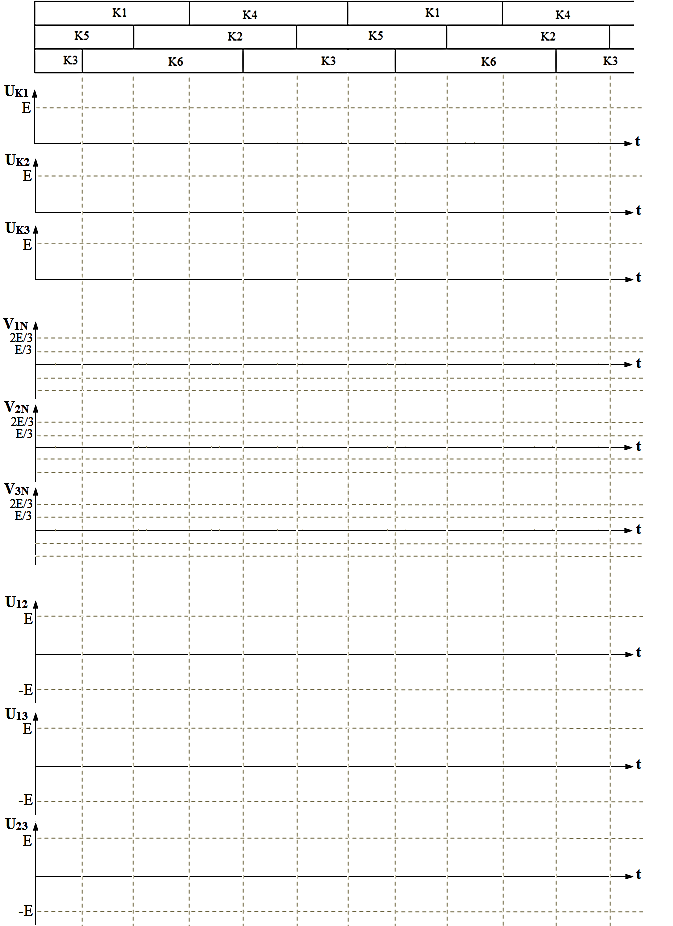 K1 K4 K1 K4
K5 K2 K5 K2
K3 K6 K3 K6 K3
UK1
E
t
UK2
E
t
UK3
E
t
V1N
2E/3
E/3
t
V2N
2E/3
E/3
t
V3N
2E/3
E/3
t
U12
E
t
-E
U13
E
t
-E
U23
E
t
-E